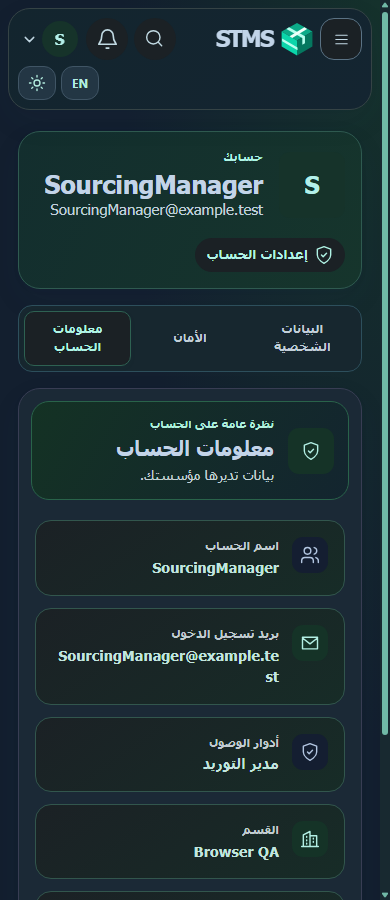 STMS
S
EN
حسابك
SourcingManager
S
SourcingManager@example.test
إعدادات الحساب
البيانات الشخصية
الأمان
معلومات الحساب
نظرة عامة على الحساب
معلومات الحساب
بيانات تديرها مؤسستك.
اسم الحساب
SourcingManager
بريد تسجيل الدخول
SourcingManager@example.te
st
أدوار الوصول
مدير التوريد
القسم
Browser QA